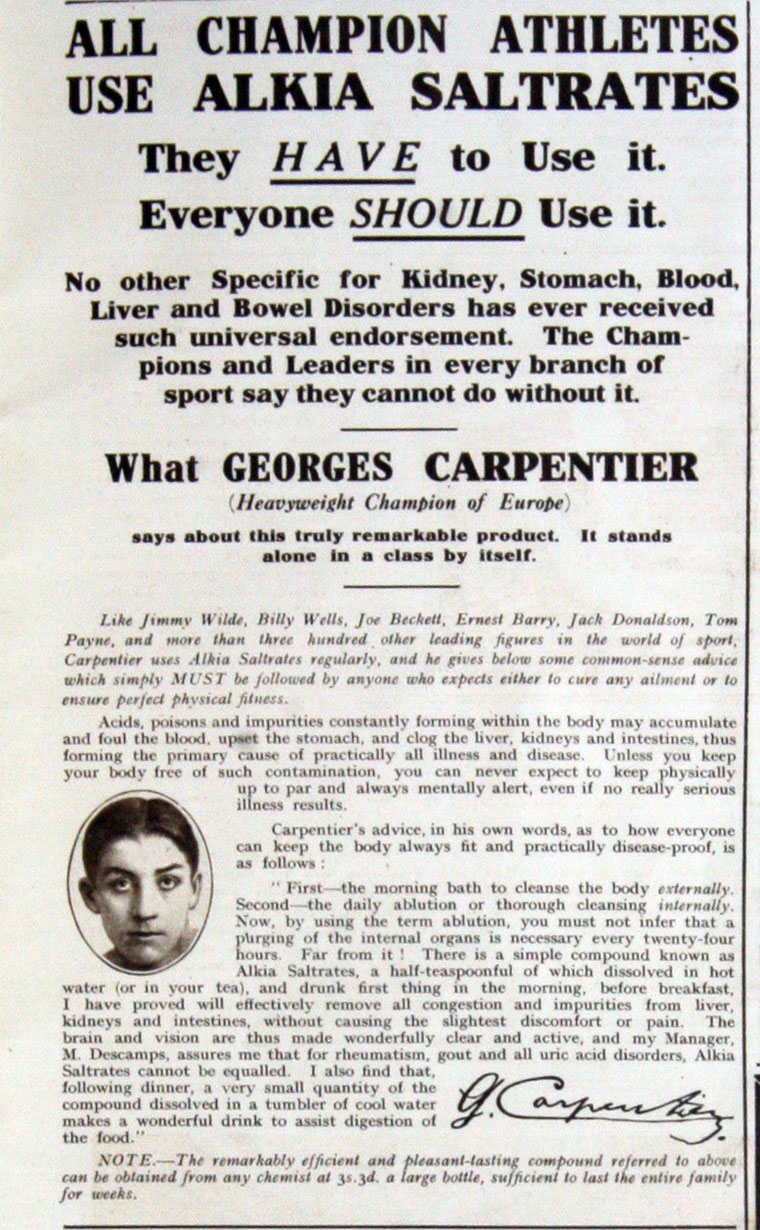 ALL CHAMPION ATHLETES
USE ALKIA SALTRATES
They HAVE to Use it.
Everyone SHOULD Use it.
No other Specific for Kidney, Stomach, Blood,
Liver and Bowel Disorders has ever received
such universal endorsement. The Cham-
pions and Leaders in every branch of
sport say they cannot do without it.
What GEORGES CARPENTIER
(Heavyweight Champion of Europe)
says about this truly remarkable product. It stands
alone in a class by itself.
Like Jimmy Wilde, Billy Wells, Joe Beckett, Ernest Barry, Jack Donaldson, Tom
Payne, and more than three hundred other leading figures in the world of sport,
Carpentier uses Alkia Saltrates regularly, and he gives below some common-sense advice
which simply MUST be followed by anyone who expects either to cure any ailment or to
ensure perfect physical fitness.
Acids, poisons and impurities constantly forming within the body may accumulate
and foul the blood, upset the stomach, and clog the liver, kidneys and intestines, thus
forming the primary cause of practically all illness and disease. Unless you keep
your body free of such contamination, you can never expect to keep physically
up to par and always mentally alert, even if no really serious
illness results.
Carpentier's advice, in his own words, as to how everyone
can keep the body always fit and practically disease-proof, is
as follows :
" First—the morning bath to cleanse the body externally.
Second—the daily ablution or thorough cleansing internally.
Now, by using the term ablution, you must not infer that a
plurging of the internal organs is necessary every twenty-four
hours. Far from it ! There is a simple compound known as
Alkia Saltrates, a half-teaspoonful of which dissolved in hot
water (or in your tea), and drunk first thing in the morning, before breakfast,
I have proved will effectively remove all congestion and impurities from liver,
kidneys and intestines, without causing the slightest discomfort or pain. The
brain and vision are thus made wonderfully clear and active, and my Manager,
M. Descamps, assures me that for rheumatism, gout and all uric acid disorders, Alkia
Saltrates cannot be equalled. I also find that,
following dinner, a very small quantity of the
compound dissolved in a tumbler of cool water
makes a wonderful drink to assist digestion of
the food."
G. Carpentier.
NOTE.—The remarkably efficient and pleasant-tasting compound referred to above
can be obtained from any chemist at 3s.3d. a large bottle, sufficient to last the entire family
for weeks.